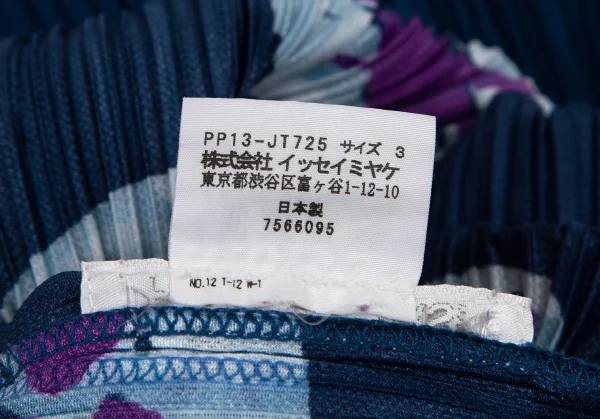 PP13-JT725 サイズ 3
株式会社 イッセイミヤケ
東京都渋谷区富ヶ谷1-12-10
日本製
7566095
NO.12 T-12 W-1